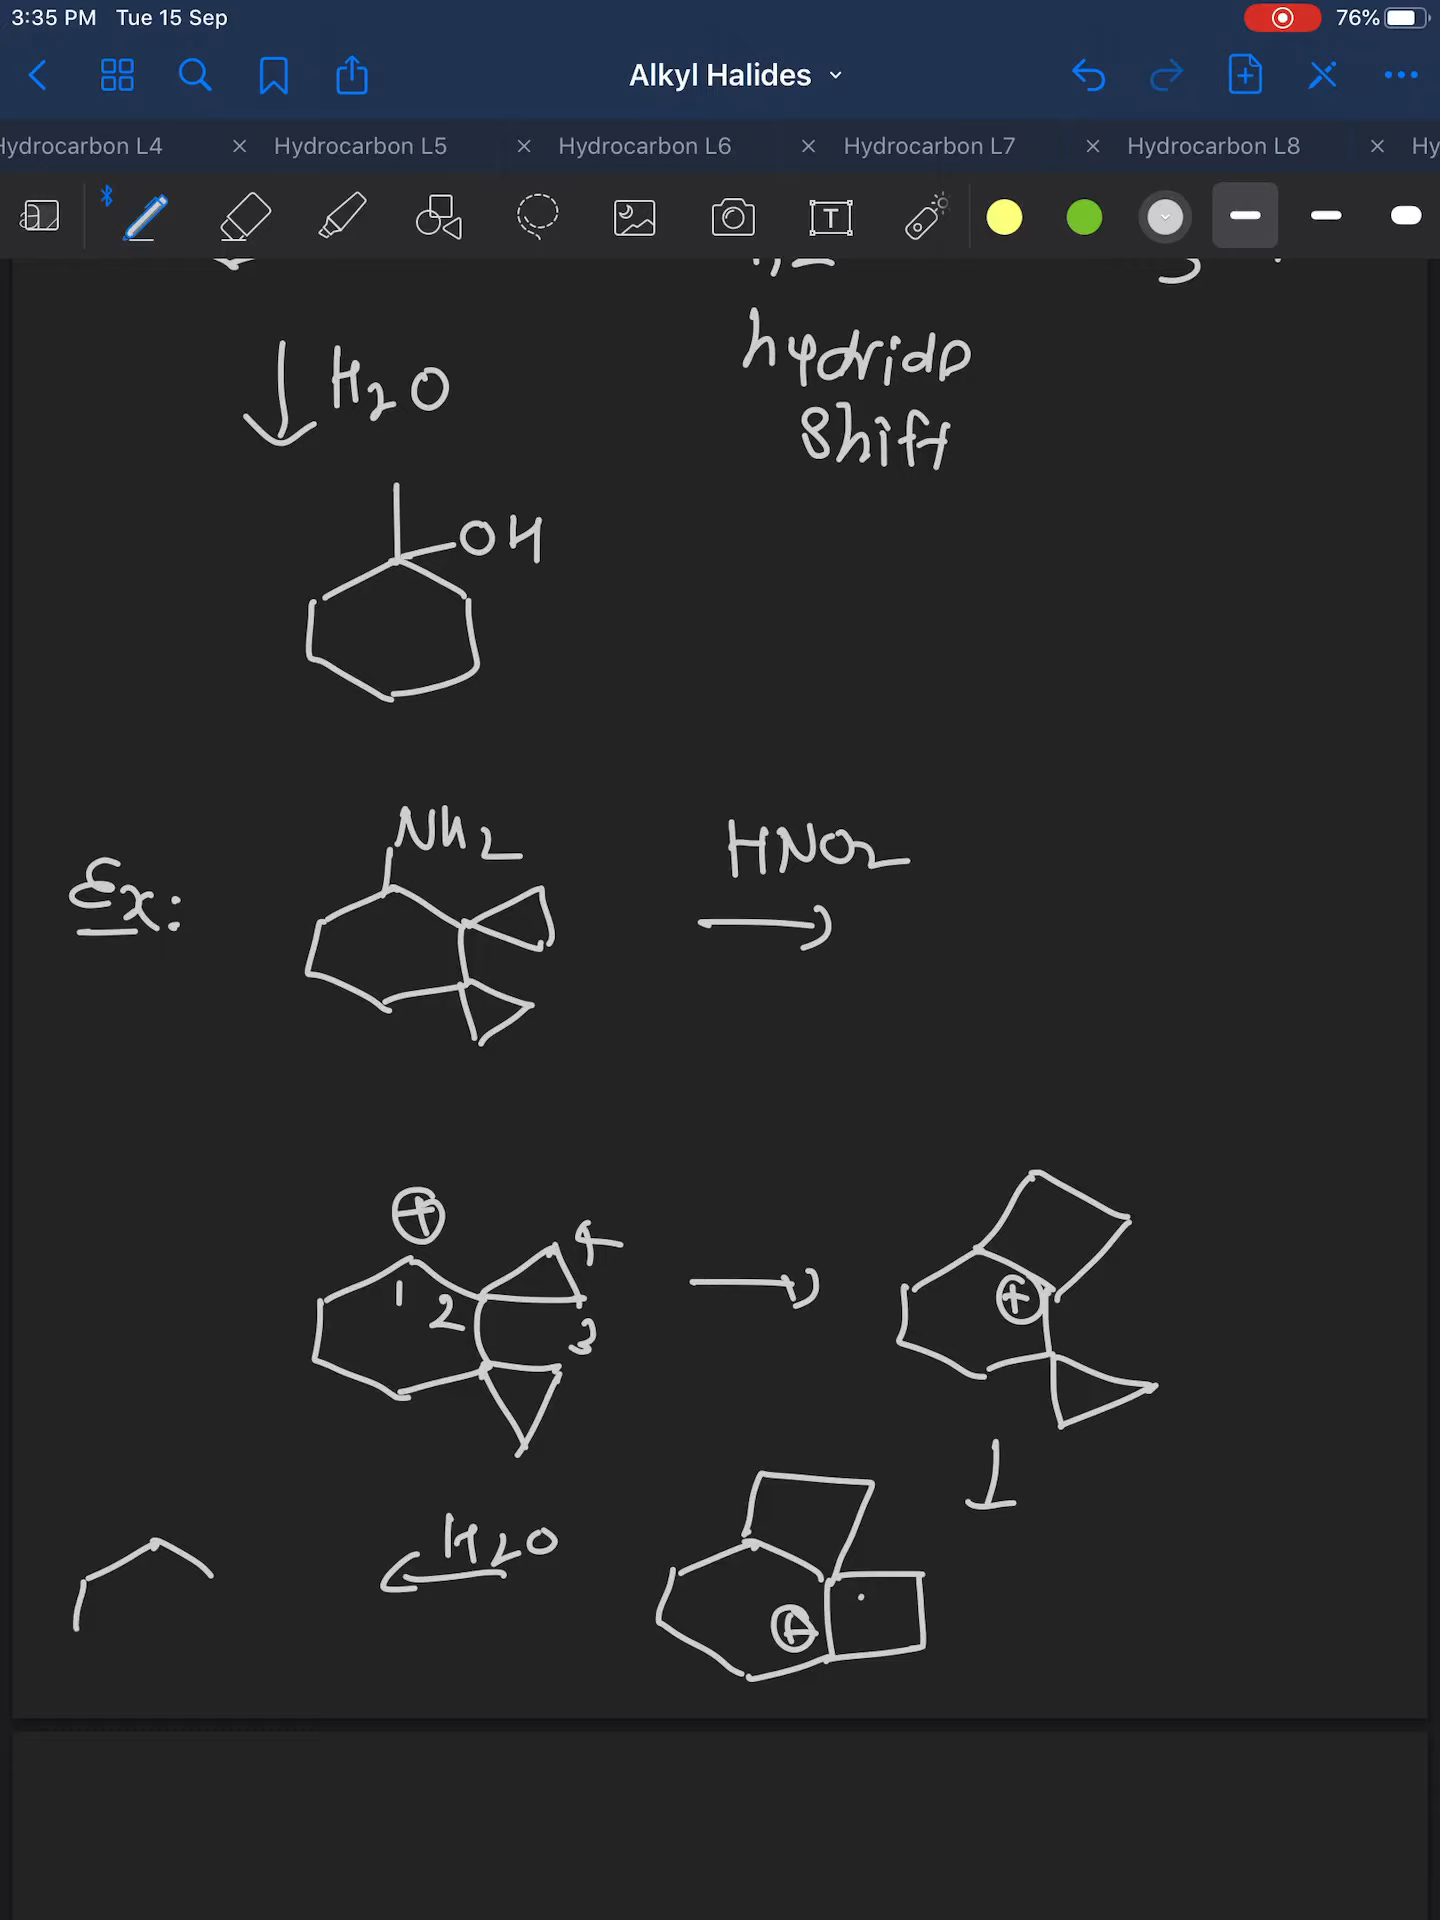 3:35 PM Tue 15 Sep
76%
Alkyl Halides
Hydrocarbon L4
Hydrocarbon L5
Hydrocarbon L6
Hydrocarbon L7
Hydrocarbon L8
Hy
T
H2O
hydride
shift
OH
NH2
HNO2
Ex:
+
1
2
3
4
+
H2O
+